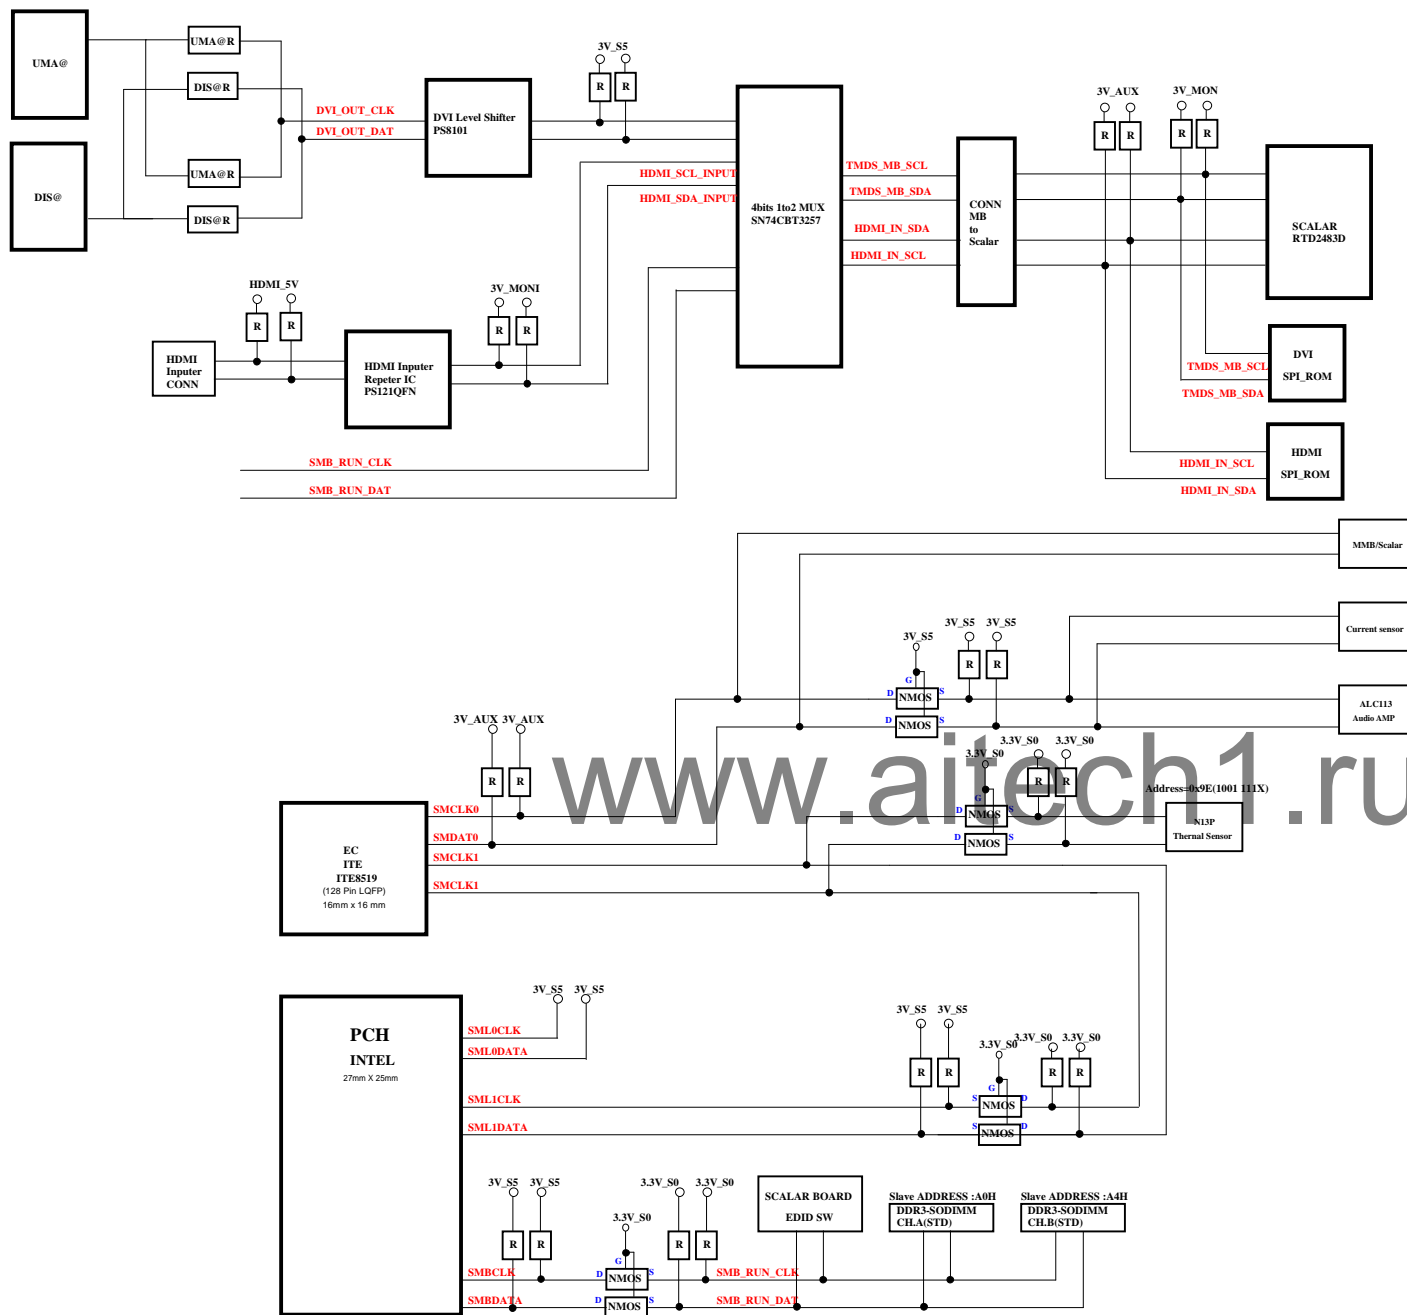 UMA@
UMA@R
DIS@R
UMA@R
DIS@R
DIS@
DVI_OUT_CLK
DVI_OUT_DAT
DVI Level Shifter
PS8101
3V_S5
R
R
HDMI_SCL_INPUT
HDMI_SDA_INPUT
4bits 1to2 MUX
SN74CBT3257
TMDS_MB_SCL
TMDS_MB_SDA
HDMI_IN_SDA
HDMI_IN_SCL
CONN
MB
to
Scalar
3V_AUX
3V_MON
R
R
R
R
SCALAR
RTD2483D
HDMI_5V
R
R
HDMI
Inputer
CONN
HDMI Inputer
Repeter IC
PS121QFN
3V_MONI
R
R
DVI
SPI_ROM
TMDS_MB_SCL
TMDS_MB_SDA
HDMI
SPI_ROM
HDMI_IN_SCL
HDMI_IN_SDA
SMB_RUN_CLK
SMB_RUN_DAT
MMB/Scalar
Current sensor
3V_S5
3V_S5
3V_S5
R
R
G
D
NMOS
S
D
NMOS
S
ALC113
Audio AMP
3V_AUX
3V_AUX
R
R
www.aitech1.ru
3.3V_S0
3.3V_S0
3.3V_S0
R
R
Address=0x9E(1001 111X)
G
D
NMOS
S
D
NMOS
S
N13P
Thernal Sensor
EC
ITE
ITE8519
(128 Pin LQFP)
16mm x 16 mm
SMCLK0
SMDAT0
SMCLK1
SMCLK1
PCH
INTEL
27mm X 25mm
3V_S5
3V_S5
SML0CLK
SML0DATA
SML1CLK
SML1DATA
3V_S5
3V_S5
R
R
3.3V_S0
3.3V_S0
3.3V_S0
R
R
G
S
NMOS
D
S
NMOS
D
3V_S5
3V_S5
R
R
3.3V_S0
3.3V_S0
3.3V_S0
R
R
G
SMBCLK
D
NMOS
S
SMB_RUN_CLK
SMBDATA
D
NMOS
S
SMB_RUN_DAT
SCALAR BOARD
EDID SW
Slave ADDRESS :A0H
DDR3-SODIMM
CH.A(STD)
Slave ADDRESS :A4H
DDR3-SODIMM
CH.B(STD)